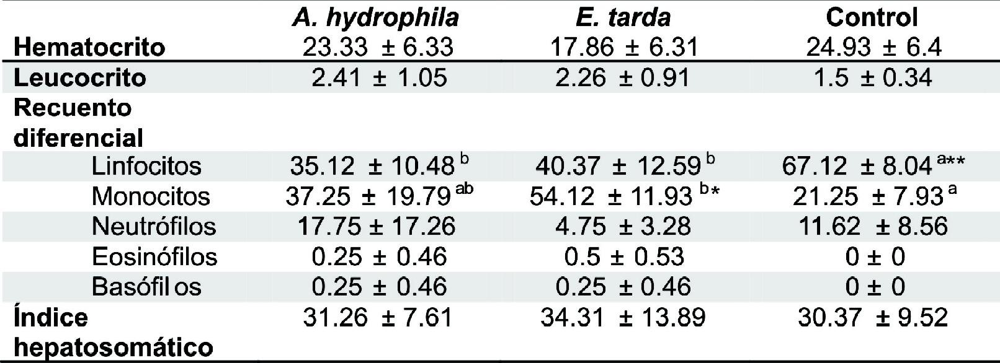 A. hydrophila E. tarda Control
Hematocrito 23.33 ± 6.33 17.86 ± 6.31 24.93 ± 6.4
Leucocrito 2.41 ± 1.05 2.26 ± 0.91 1.5 ± 0.34
Recuento
diferencial
Linfocitos 35.12 ± 10.48 b 40.37 ± 12.59 b 67.12 ± 8.04 a**
Monocitos 37.25 ± 19.79 ab 54.12 ± 11.93 b* 21.25 ± 7.93 a
Neutrófilos 17.75 ± 17.26 4.75 ± 3.28 11.62 ± 8.56
Eosinófilos 0.25 ± 0.46 0.5 ± 0.53 0 ± 0
Basófilos 0.25 ± 0.46 0.25 ± 0.46 0 ± 0
Índice 31.26 ± 7.61 34.31 ± 13.89 30.37 ± 9.52
hepatosomático